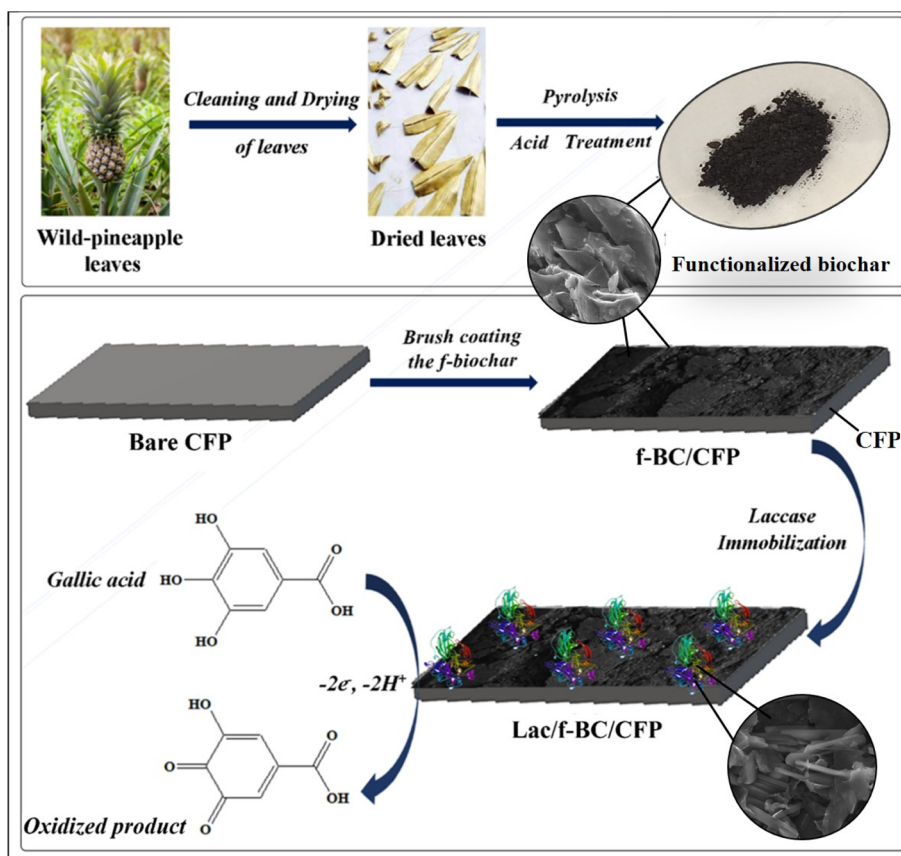 Cleaning and Drying
of leaves
Pyrolysis
Acid Treatment
Wild-pineapple
leaves
Dried leaves
Functionalized biochar
Brush coating
the f-biochar
Bare CFP
f-BC/CFP
CFP
Laccase
Immobilization
Gallic acid
HO
HO
HO
O
OH
-2e⁻, -2H⁺
Lac/f-BC/CFP
HO
O
O
O
OH
Oxidized product